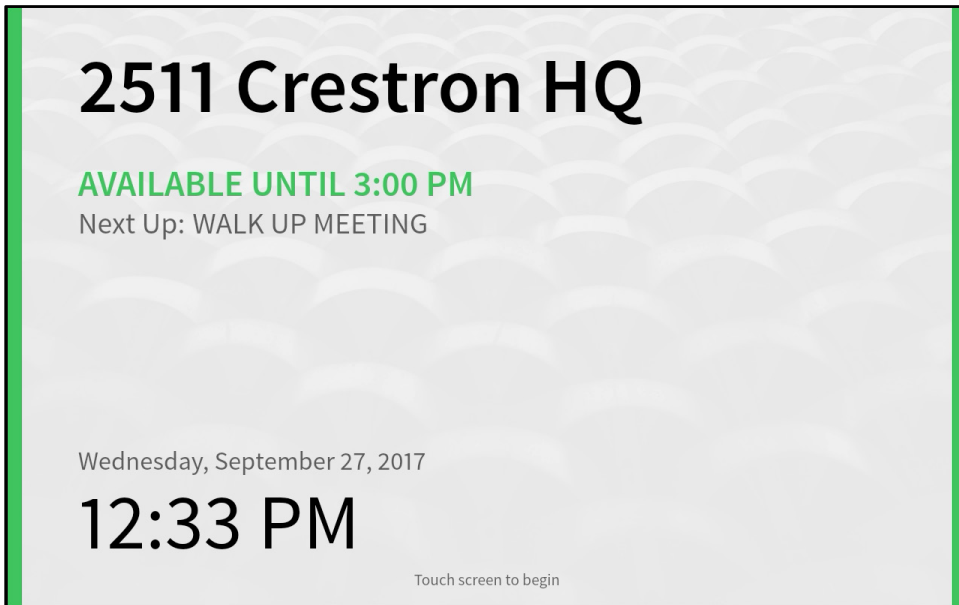 2511 Crestron HQ
AVAILABLE UNTIL 3:00 PM
Next Up: WALK UP MEETING
Wednesday, September 27, 2017
12:33 PM
Touch screen to begin